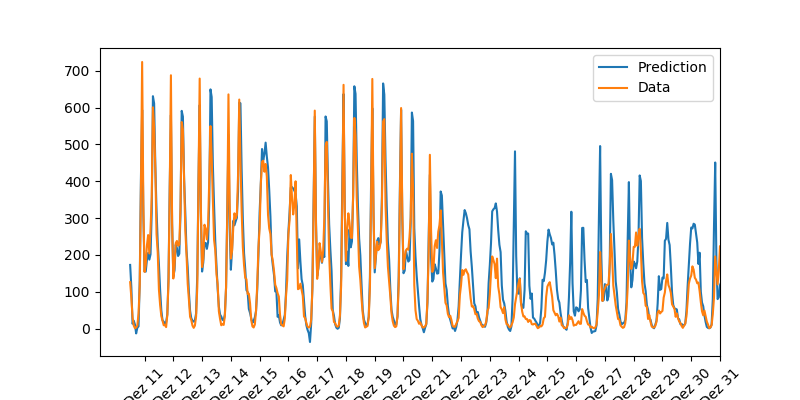 Prediction
Data
700
600
500
400
300
200
100
0
Dez 11
Dez 12
Dez 13
Dez 14
Dez 15
Dez 16
Dez 17
Dez 18
Dez 19
Dez 20
Dez 21
Dez 22
Dez 23
Dez 24
Dez 25
Dez 26
Dez 27
Dez 28
Dez 29
Dez 30
Dez 31